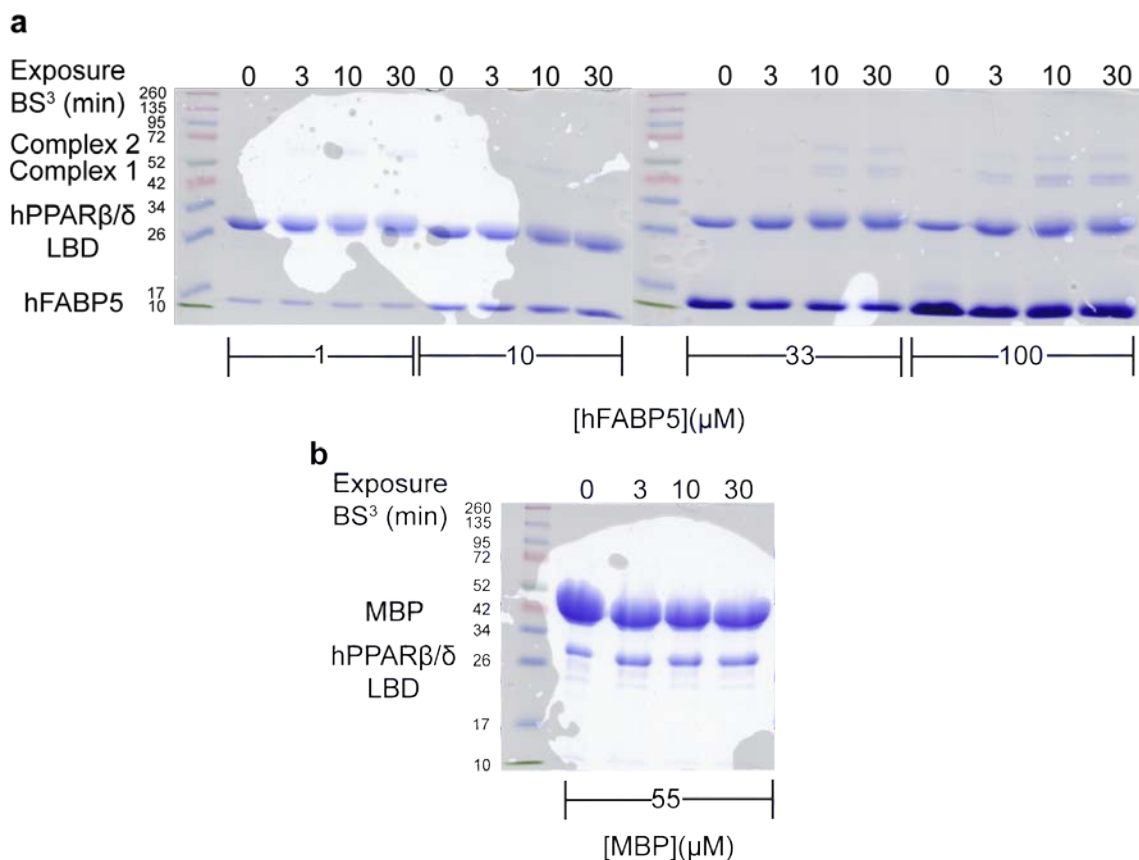 a
Exposure 0 3 10 30 0 3 10 30 0 3 10 30 0 3 10 30
BS³ (min)
260
135
95
72
52
42
34
26
17
10
Complex 2
Complex 1
hPPARβ/δ
LBD
hFABP5
1 10 33 100
[hFABP5](µM)
b
Exposure 0 3 10 30
BS³ (min)
260
135
95
72
52
42
34
26
17
10
MBP
hPPARβ/δ
LBD
55
[MBP](µM)